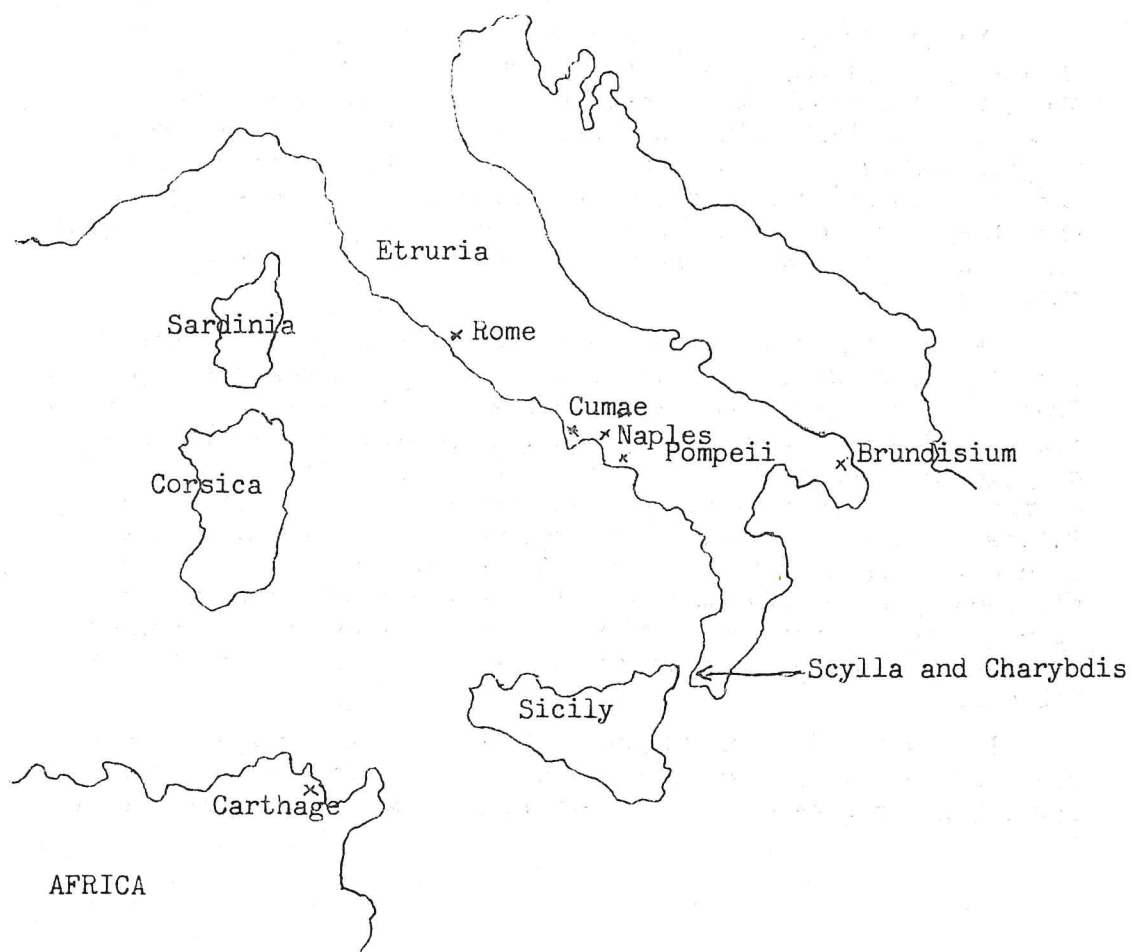 Etruria
Sardinia
Rome
Cumae
Naples
Pompeii
Brundisium
Corsica
Scylla and Charybdis
Sicily
Carthage
AFRICA